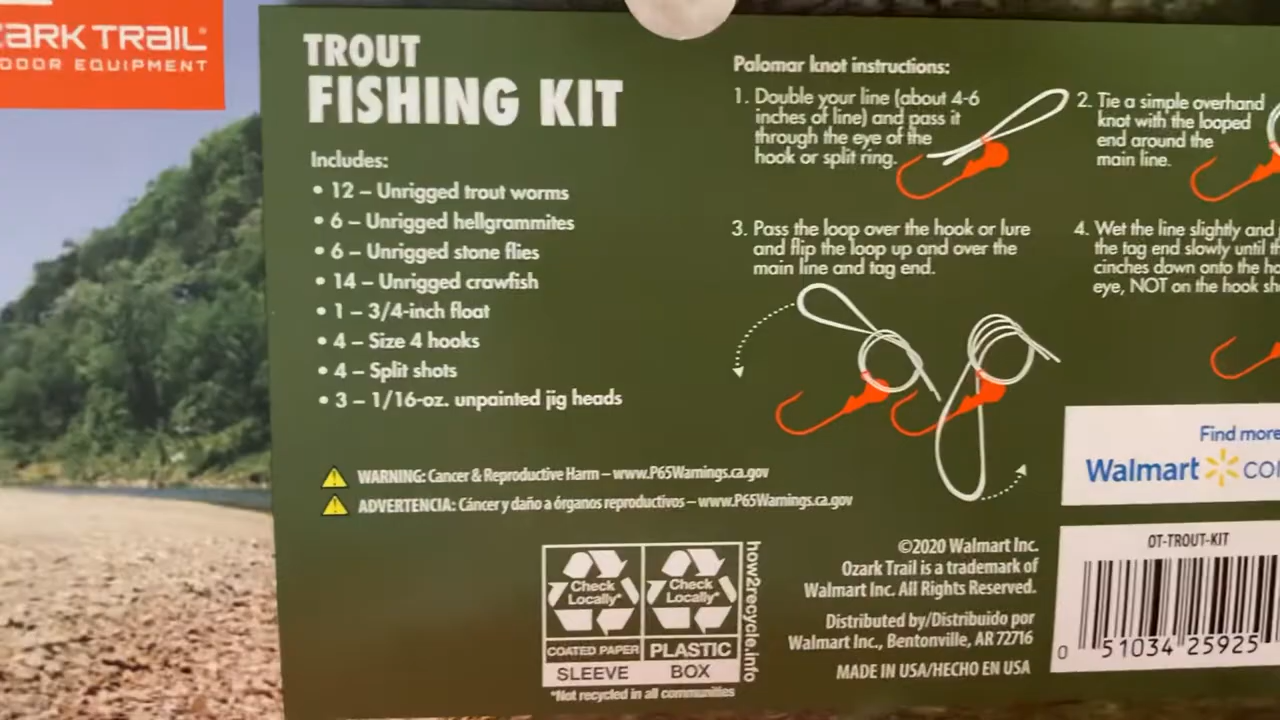 ARK TRAIL
DOOR EQUIPMENT
TROUT
FISHING KIT
Includes:
• 12 – Unrigged trout worms
• 6 – Unrigged hellgrammites
• 6 – Unrigged stone flies
• 14 – Unrigged crawfish
• 1 – 3/4-inch float
• 4 – Size 4 hooks
• 4 – Split shots
• 3 – 1/16-oz. unpainted jig heads
WARNING: Cancer & Reproductive Harm – www.P65Warnings.ca.gov
ADVERTENCIA: Cáncer y daño a órganos reproductivos – www.P65Warnings.ca.gov
Palomar knot instructions:
1. Double your line (about 4-6
inches of line) and pass it
through the eye of the
hook or split ring.
2. Tie a simple overhand
knot with the looped
end around the
main line.
3. Pass the loop over the hook or lure
and flip the loop up and over the
main line and tag end.
4. Wet the line slightly and
the tag end slowly until
cinches down onto the
eye, NOT on the hook
Find more
Walmart
Check
Locally*
COATED PAPER
SLEEVE
Check
Locally*
PLASTIC
BOX
how2recycle.info
*Not recycled in all communities
©2020 Walmart Inc.
Ozark Trail is a trademark of
Walmart Inc. All Rights Reserved.
Distributed by/Distribuido por
Walmart Inc., Bentonville, AR 72716
MADE IN USA/HECHO EN USA
OT-TROUT-KIT
0 51034 25925